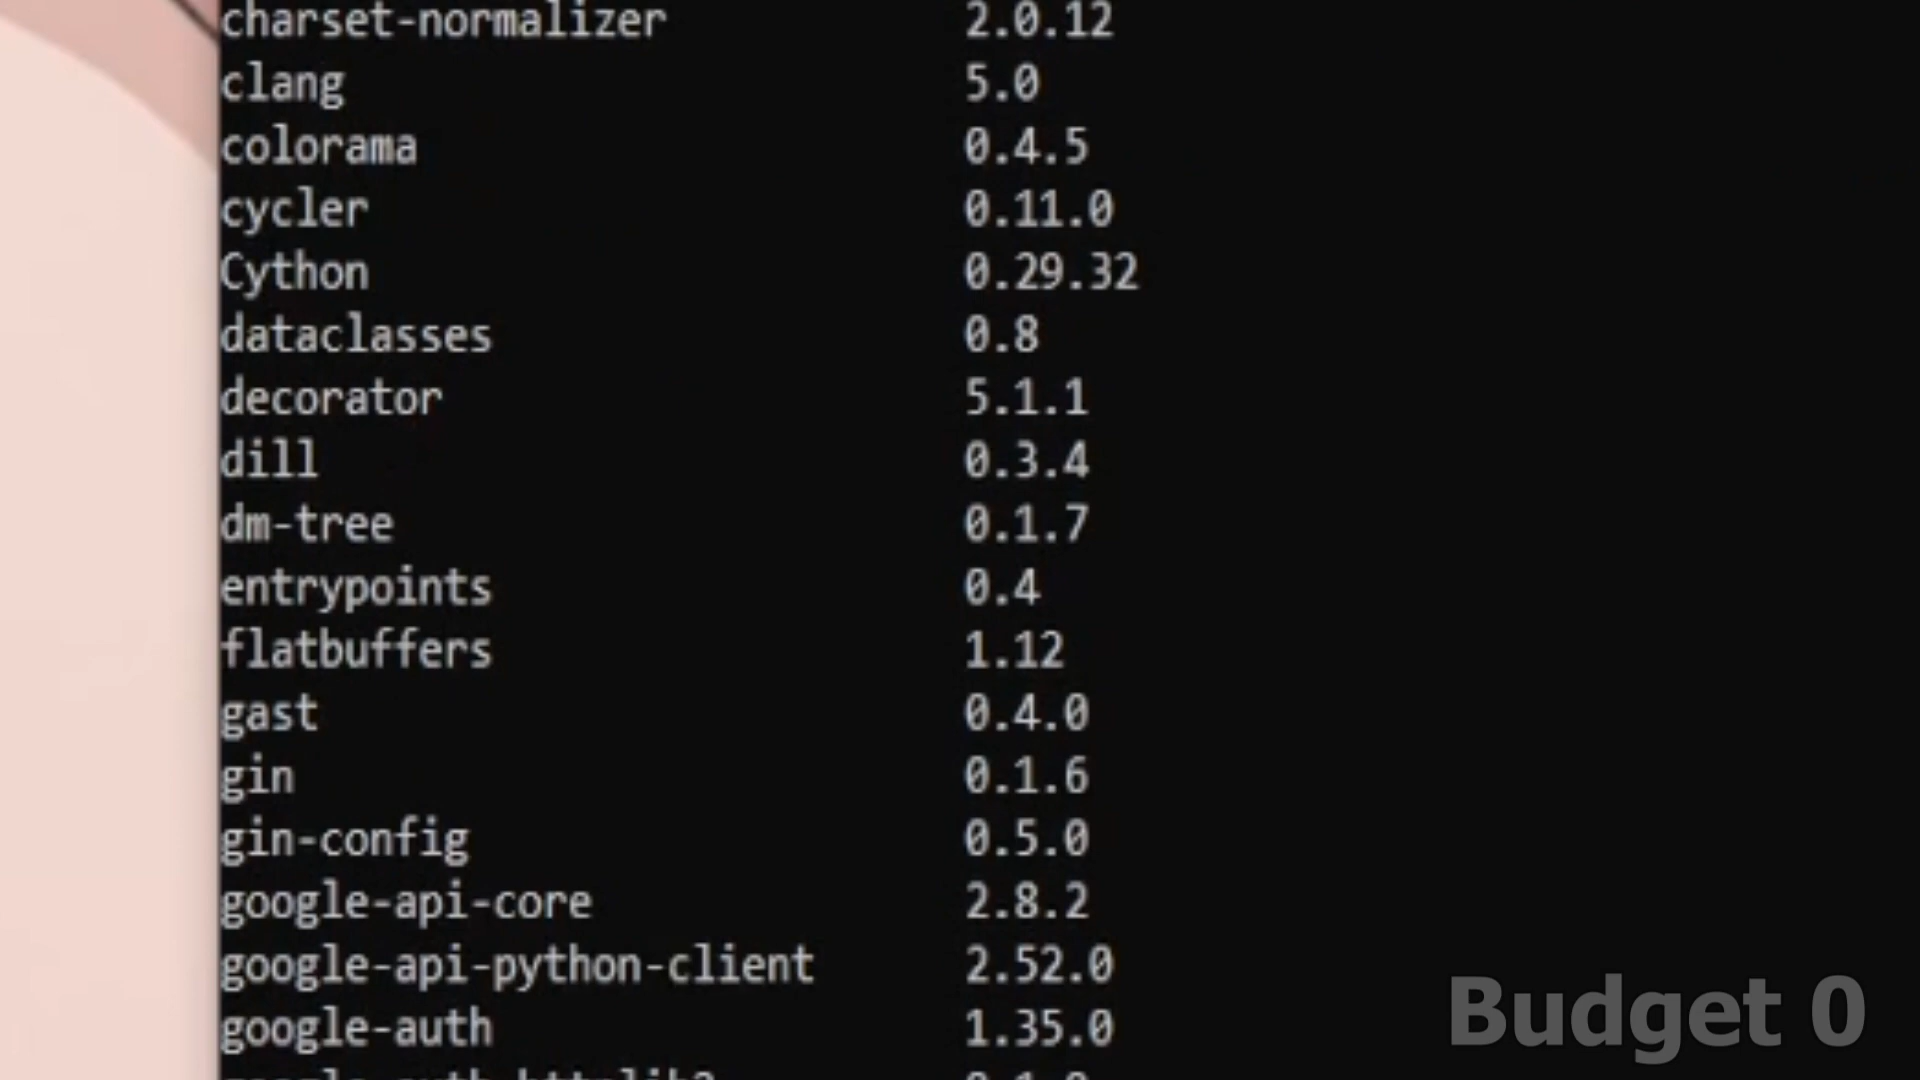 charset-normalizer 2.0.12
clang 5.0
colorama 0.4.5
cycler 0.11.0
Cython 0.29.32
dataclasses 0.8
decorator 5.1.1
dill 0.3.4
dm-tree 0.1.7
entrypoints 0.4
flatbuffers 1.12
gast 0.4.0
gin 0.1.6
gin-config 0.5.0
google-api-core 2.8.2
google-api-python-client 2.52.0
google-auth 1.35.0
Budget 0